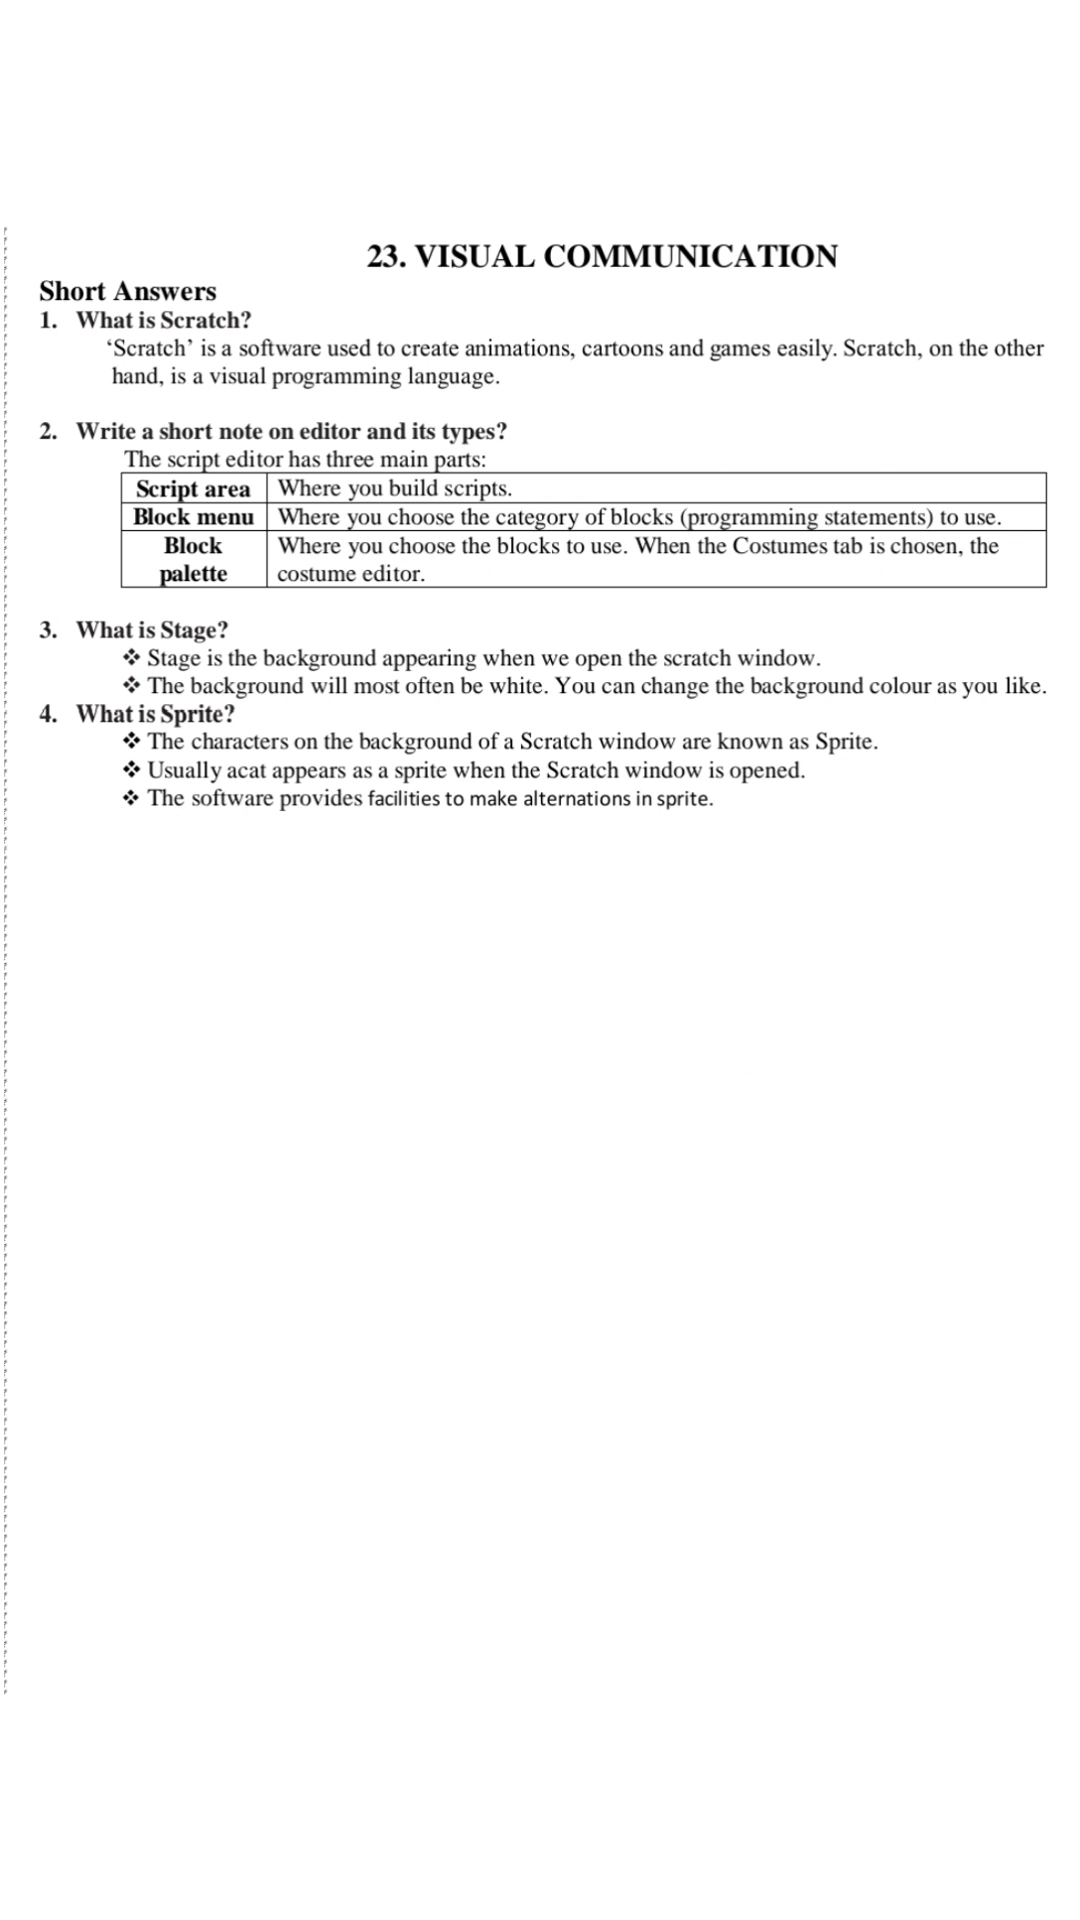 23. VISUAL COMMUNICATION
Short Answers
1. What is Scratch?
‘Scratch’ is a software used to create animations, cartoons and games easily. Scratch, on the other
hand, is a visual programming language.
2. Write a short note on editor and its types?
The script editor has three main parts:
Script area Where you build scripts.
Block menu Where you choose the category of blocks (programming statements) to use.
Block Where you choose the blocks to use. When the Costumes tab is chosen, the
palette costume editor.
3. What is Stage?
❖ Stage is the background appearing when we open the scratch window.
❖ The background will most often be white. You can change the background colour as you like.
4. What is Sprite?
❖ The characters on the background of a Scratch window are known as Sprite.
❖ Usually acat appears as a sprite when the Scratch window is opened.
❖ The software provides facilities to make alternations in sprite.